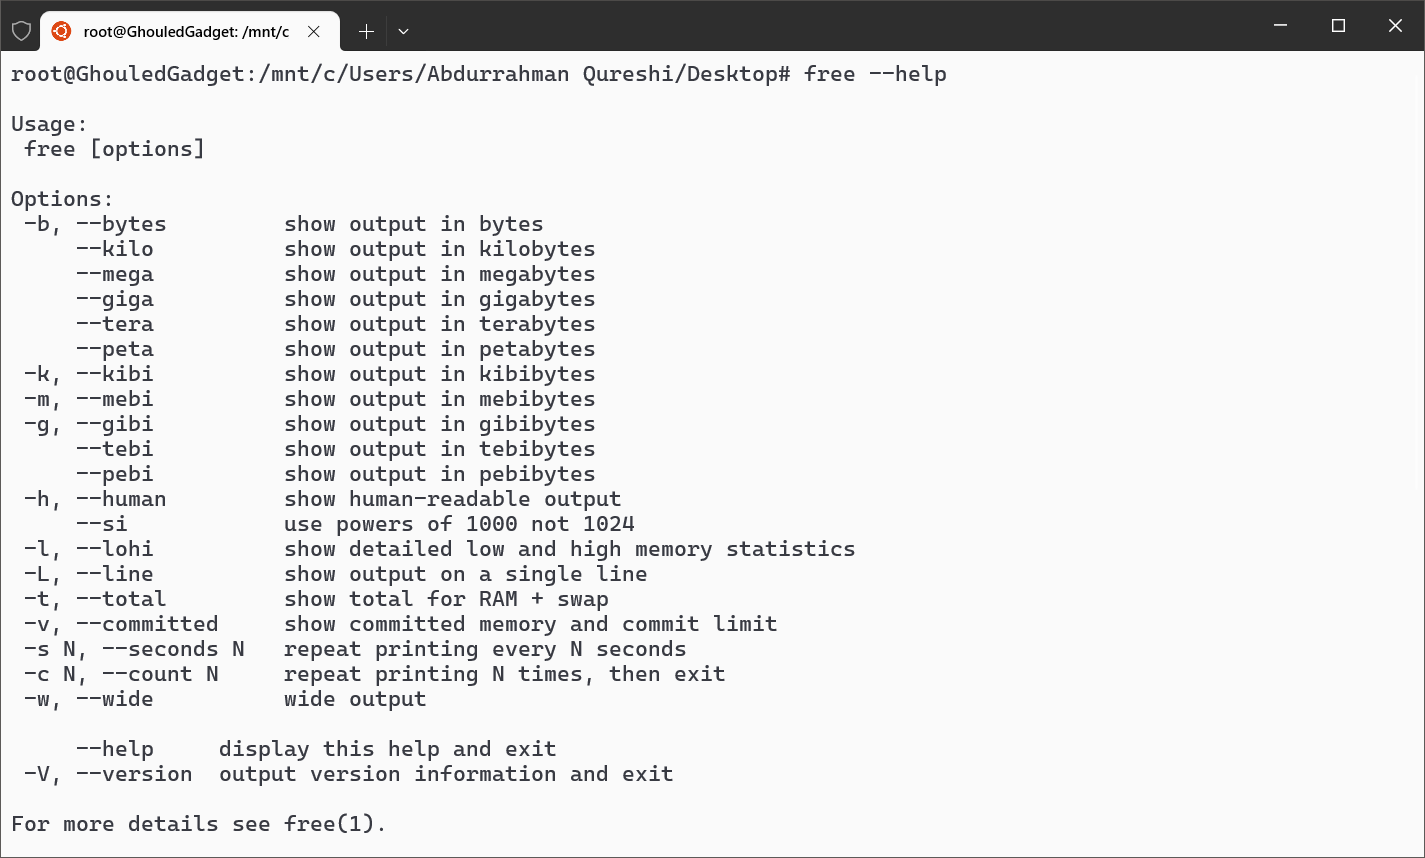 root@GhouledGadget: /mnt/c
root@GhouledGadget:/mnt/c/Users/Abdurrahman Qureshi/Desktop# free --help

Usage:
 free [options]

Options:
 -b, --bytes         show output in bytes
     --kilo          show output in kilobytes
     --mega          show output in megabytes
     --giga          show output in gigabytes
     --tera          show output in terabytes
     --peta          show output in petabytes
 -k, --kibi          show output in kibibytes
 -m, --mebi          show output in mebibytes
 -g, --gibi          show output in gibibytes
     --tebi          show output in tebibytes
     --pebi          show output in pebibytes
 -h, --human         show human-readable output
     --si            use powers of 1000 not 1024
 -l, --lohi          show detailed low and high memory statistics
 -L, --line          show output on a single line
 -t, --total         show total for RAM + swap
 -v, --committed     show committed memory and commit limit
 -s N, --seconds N   repeat printing every N seconds
 -c N, --count N     repeat printing N times, then exit
 -w, --wide          wide output

     --help     display this help and exit
 -V, --version  output version information and exit

For more details see free(1).